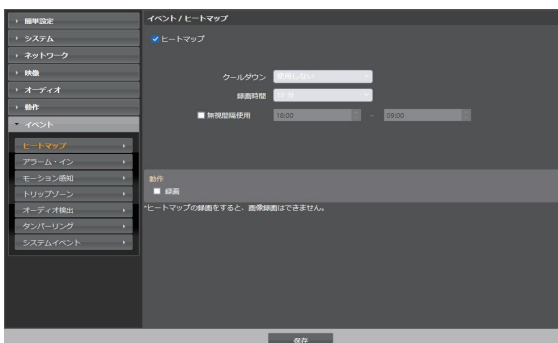 簡単設定
システム
ネットワーク
映像
オーディオ
動作
イベント
ヒートマップ
アラーム・イン
モーション感知
トリップゾーン
オーディオ検出
タンパーリング
システムイベント
イベント / ヒートマップ
ヒートマップ
クールダウン 使用しない
録画時間
無視間隔使用 18:00 ~ 09:00
動作
録画
*ヒートマップの録画をすると、画像録画はできません。
保存